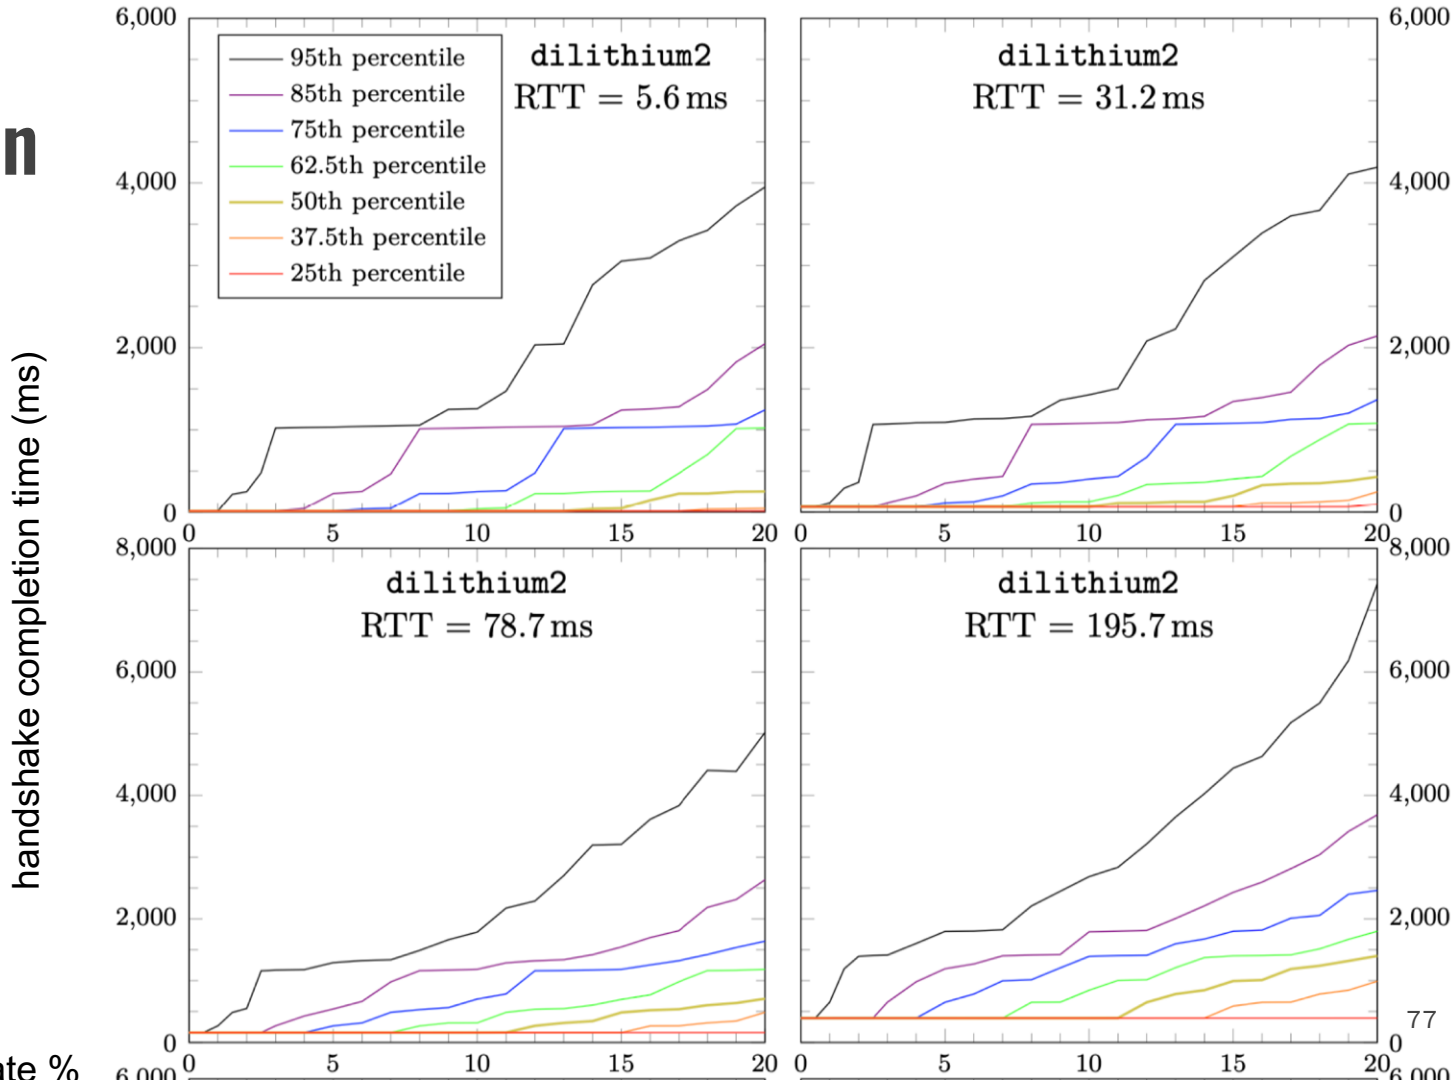 n
handshake completion time (ms)
6,000
4,000
2,000
0
95th percentile
85th percentile
75th percentile
62.5th percentile
50th percentile
37.5th percentile
25th percentile
dilithium2
RTT = 5.6 ms
0 5 10 15 20
dilithium2
RTT = 31.2 ms
6,000
4,000
2,000
0
0 5 10 15 20
8,000
6,000
4,000
2,000
0
dilithium2
RTT = 78.7 ms
0 5 10 15 20
dilithium2
RTT = 195.7 ms
8,000
6,000
4,000
2,000
0
0 5 10 15 20
77
ate %
6,000
6,000